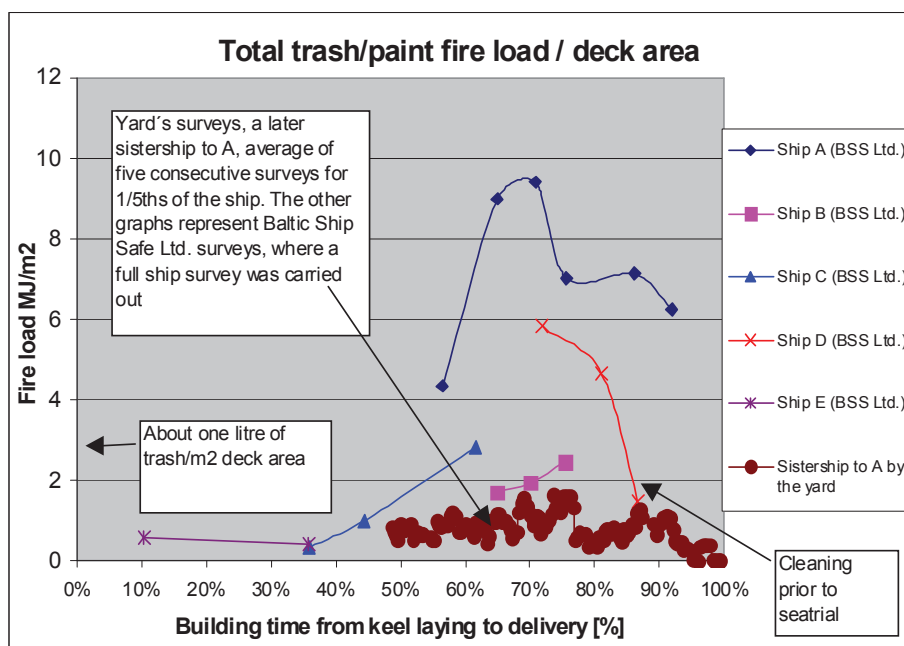 Total trash/paint fire load / deck area
12
10
8
6
4
2
0
Fire load MJ/m2
Yard´s surveys, a later
sistership to A, average of
five consecutive surveys for
1/5ths of the ship. The other
graphs represent Baltic Ship
Safe Ltd. surveys, where a
full ship survey was carried
out
About one litre of
trash/m2 deck area
Cleaning
prior to
seatrial
0% 10% 20% 30% 40% 50% 60% 70% 80% 90% 100%
Building time from keel laying to delivery [%]
Ship A (BSS Ltd.)
Ship B (BSS Ltd.)
Ship C (BSS Ltd.)
Ship D (BSS Ltd.)
Ship E (BSS Ltd.)
Sistership to A by
the yard